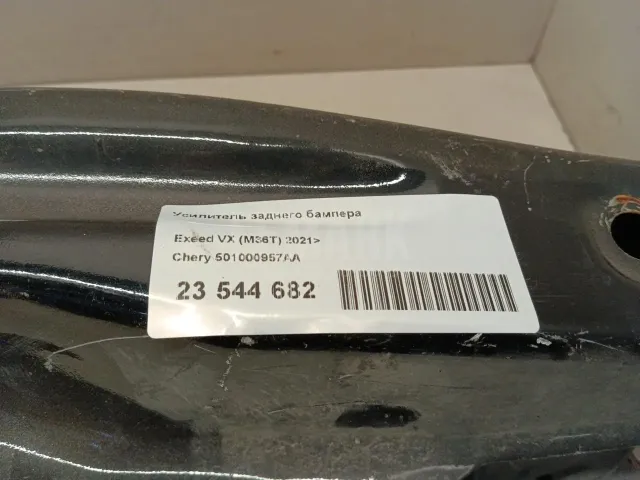 Усилитель заднего бампера
Exeed VX (M36T) 2021>
Chery 501000957AA
23 544 682